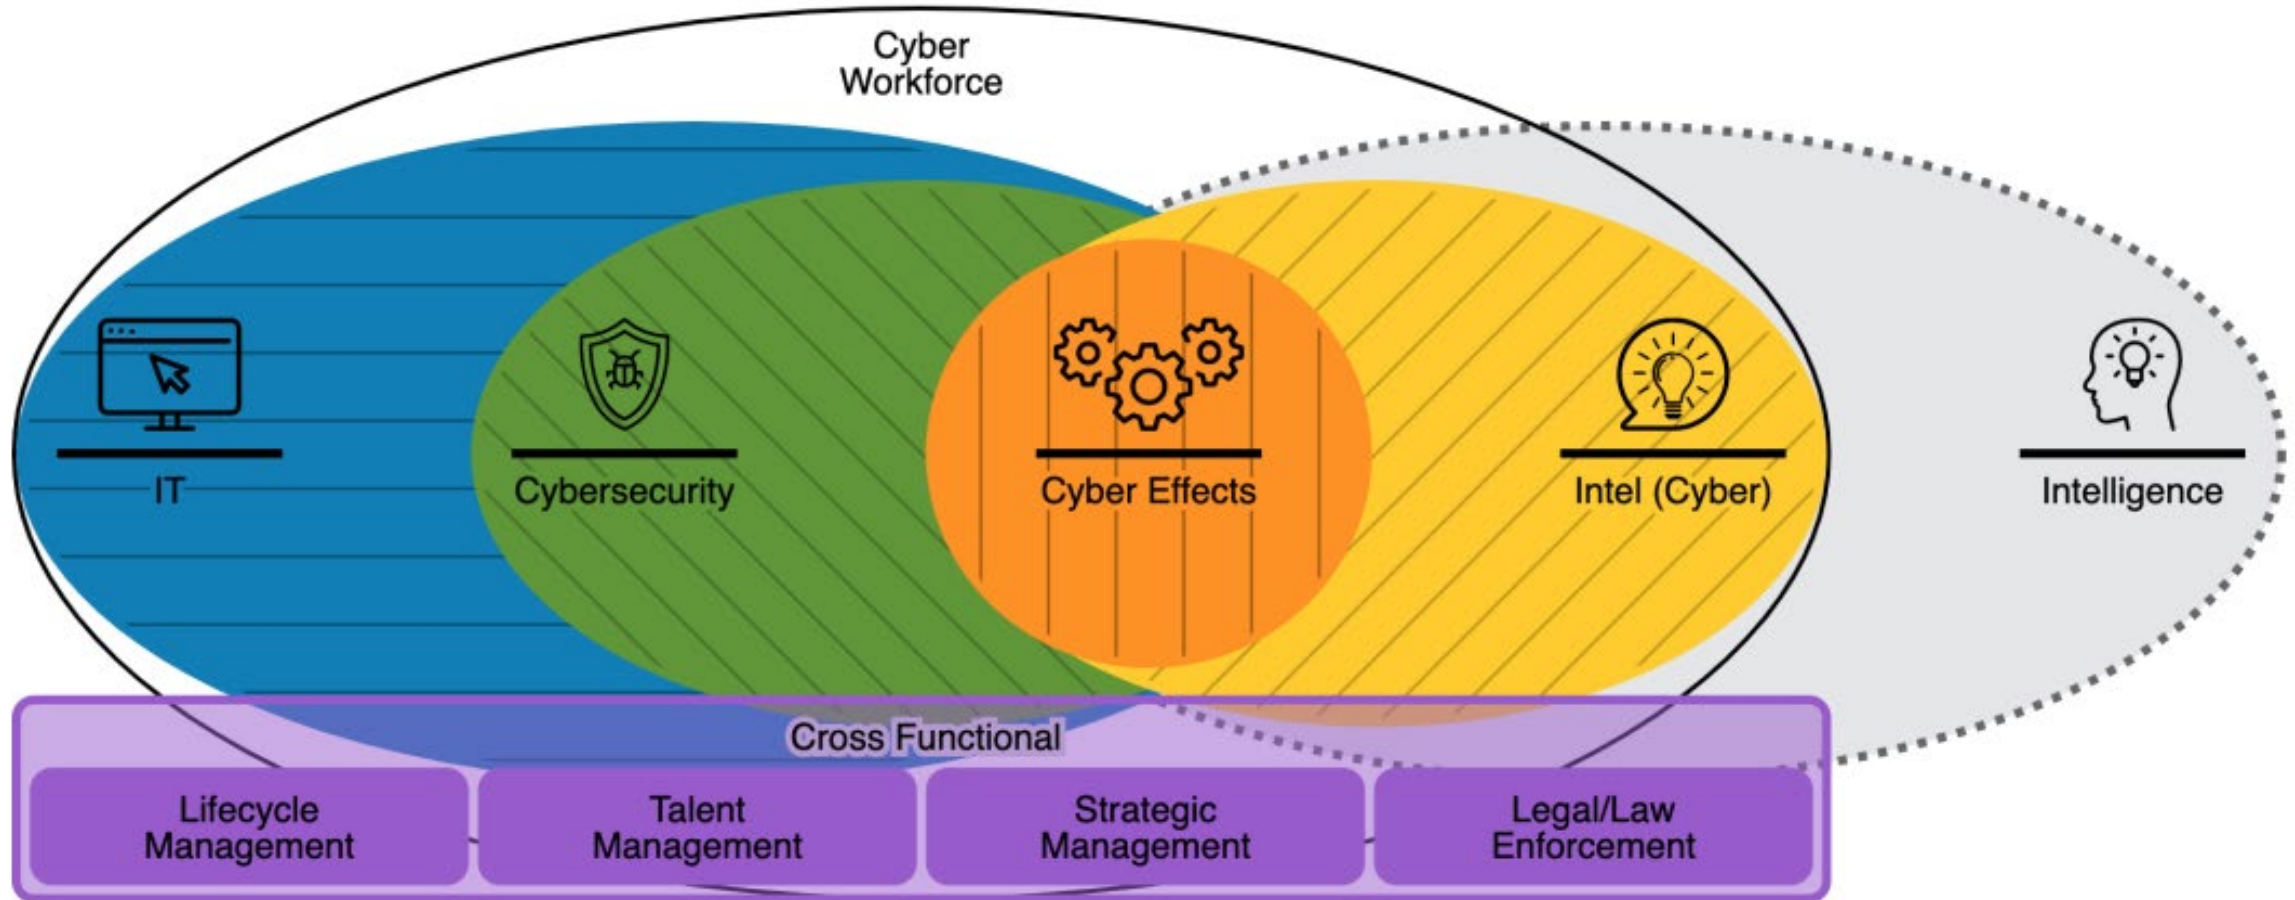 Cyber
Workforce
IT
Cybersecurity
Cyber Effects
Intel (Cyber)
Intelligence
Cross Functional
Lifecycle
Management
Talent
Management
Strategic
Management
Legal/Law
Enforcement